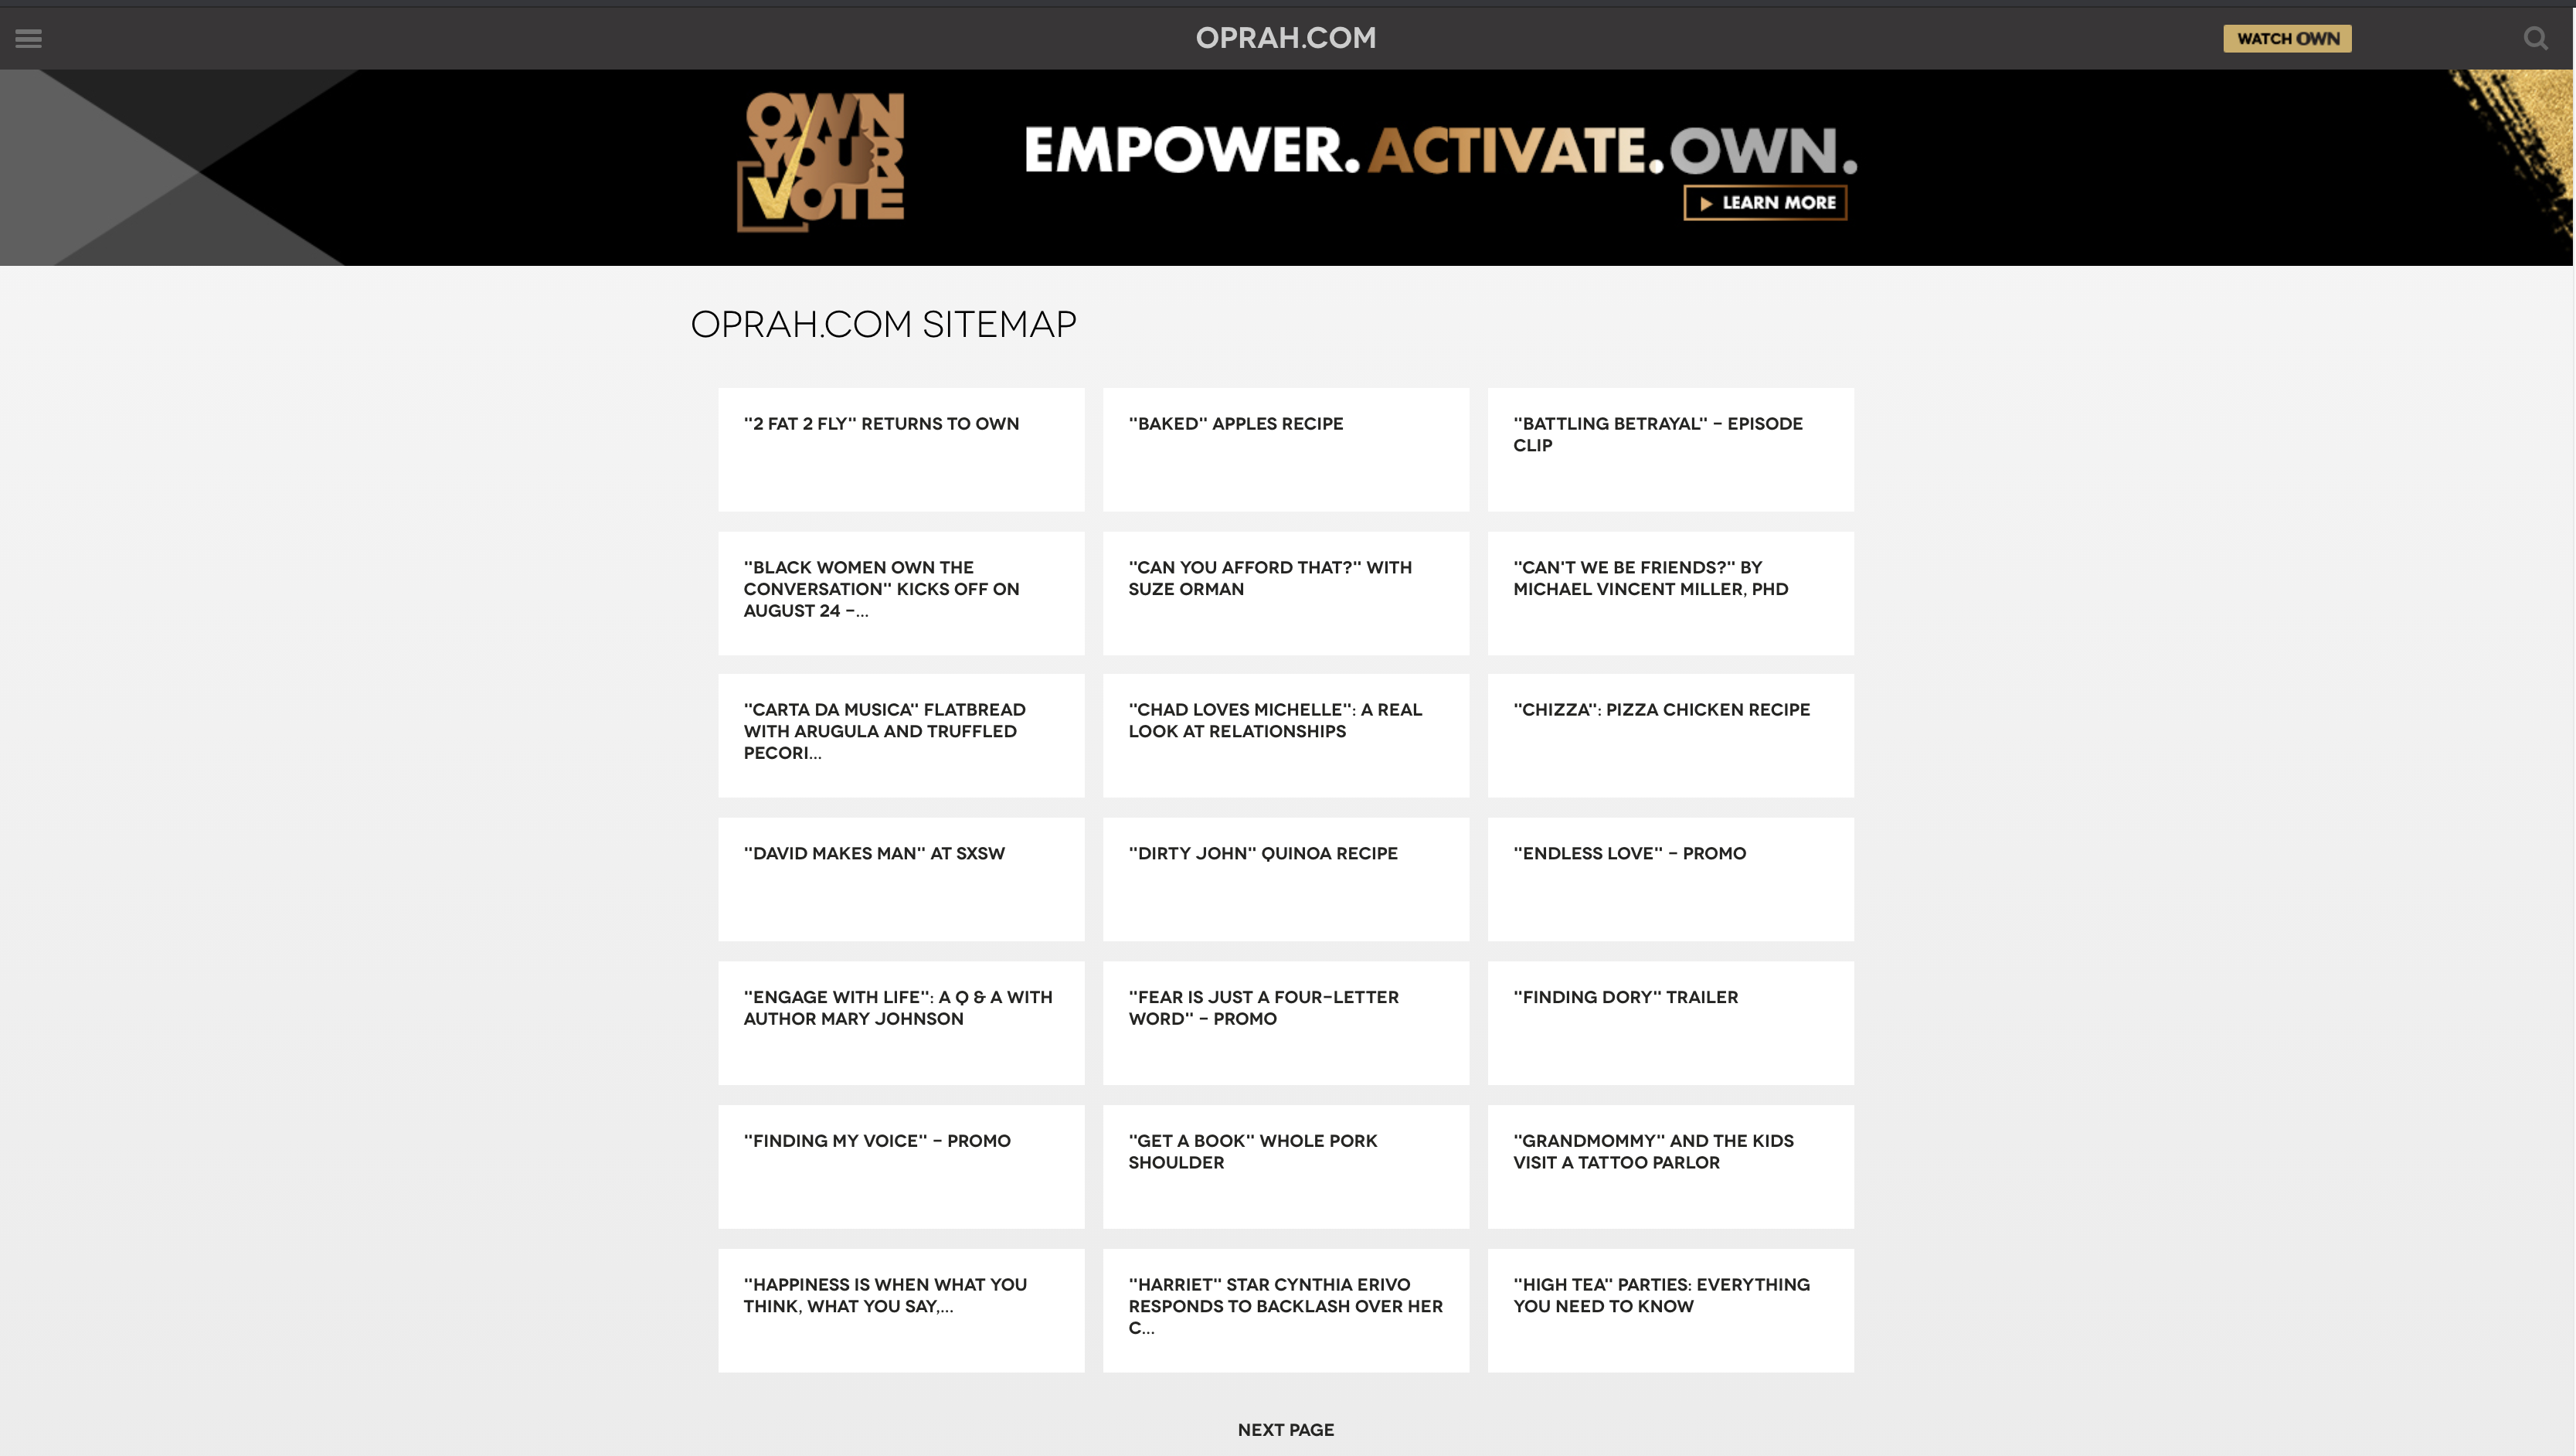 OPRAH.COM
WATCH OWN
OWN
YOUR
VOTE
EMPOWER. ACTIVATE. OWN.
LEARN MORE
OPRAH.COM SITEMAP
"2 FAT 2 FLY" RETURNS TO OWN
"BAKED" APPLES RECIPE
"BATTLING BETRAYAL" - EPISODE
CLIP
"BLACK WOMEN OWN THE
CONVERSATION" KICKS OFF ON
AUGUST 24 -...
"CAN YOU AFFORD THAT?" WITH
SUZE ORMAN
"CAN'T WE BE FRIENDS?" BY
MICHAEL VINCENT MILLER, PHD
"CARTA DA MUSICA" FLATBREAD
WITH ARUGULA AND TRUFFLED
PECORI...
"CHAD LOVES MICHELLE": A REAL
LOOK AT RELATIONSHIPS
"CHIZZA": PIZZA CHICKEN RECIPE
"DAVID MAKES MAN" AT SXSW
"DIRTY JOHN" QUINOA RECIPE
"ENDLESS LOVE" - PROMO
"ENGAGE WITH LIFE": A Q & A WITH
AUTHOR MARY JOHNSON
"FEAR IS JUST A FOUR-LETTER
WORD" - PROMO
"FINDING DORY" TRAILER
"FINDING MY VOICE" - PROMO
"GET A BOOK" WHOLE PORK
SHOULDER
"GRANDMOMMY" AND THE KIDS
VISIT A TATTOO PARLOR
"HAPPINESS IS WHEN WHAT YOU
THINK, WHAT YOU SAY,...
"HARRIET" STAR CYNTHIA ERIVO
RESPONDS TO BACKLASH OVER HER
C...
"HIGH TEA" PARTIES: EVERYTHING
YOU NEED TO KNOW
NEXT PAGE